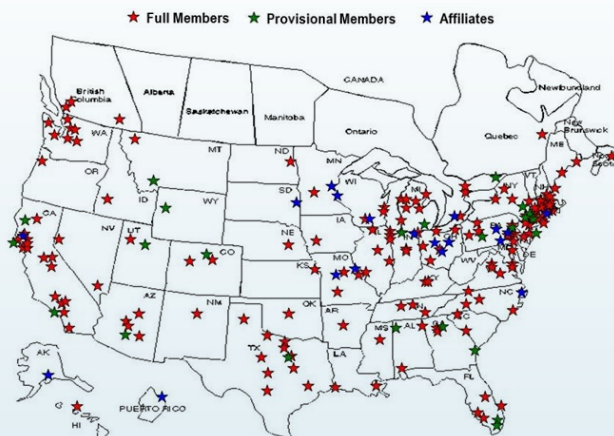 Full Members
Provisional Members
Affiliates
CANADA
Newfoundland
British
Columbia
Alberta
Saskatchewan
Manitoba
Ontario
Quebec
New
Brunswick
WA
MT
ND
MN
ME
VT
OR
ID
SD
WI
MI
WY
IA
CA
NV
UT
NE
CO
KS
MO
WV
DE
AZ
NM
OK
AR
NC
TX
LA
MS
AL
FL
AK
HI
PUERTO RICO